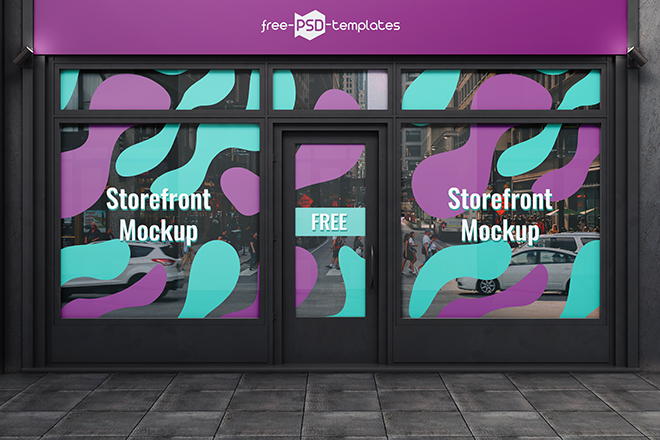 free-PSD-templates
Storefront
Mockup
FREE
Storefront
Mockup